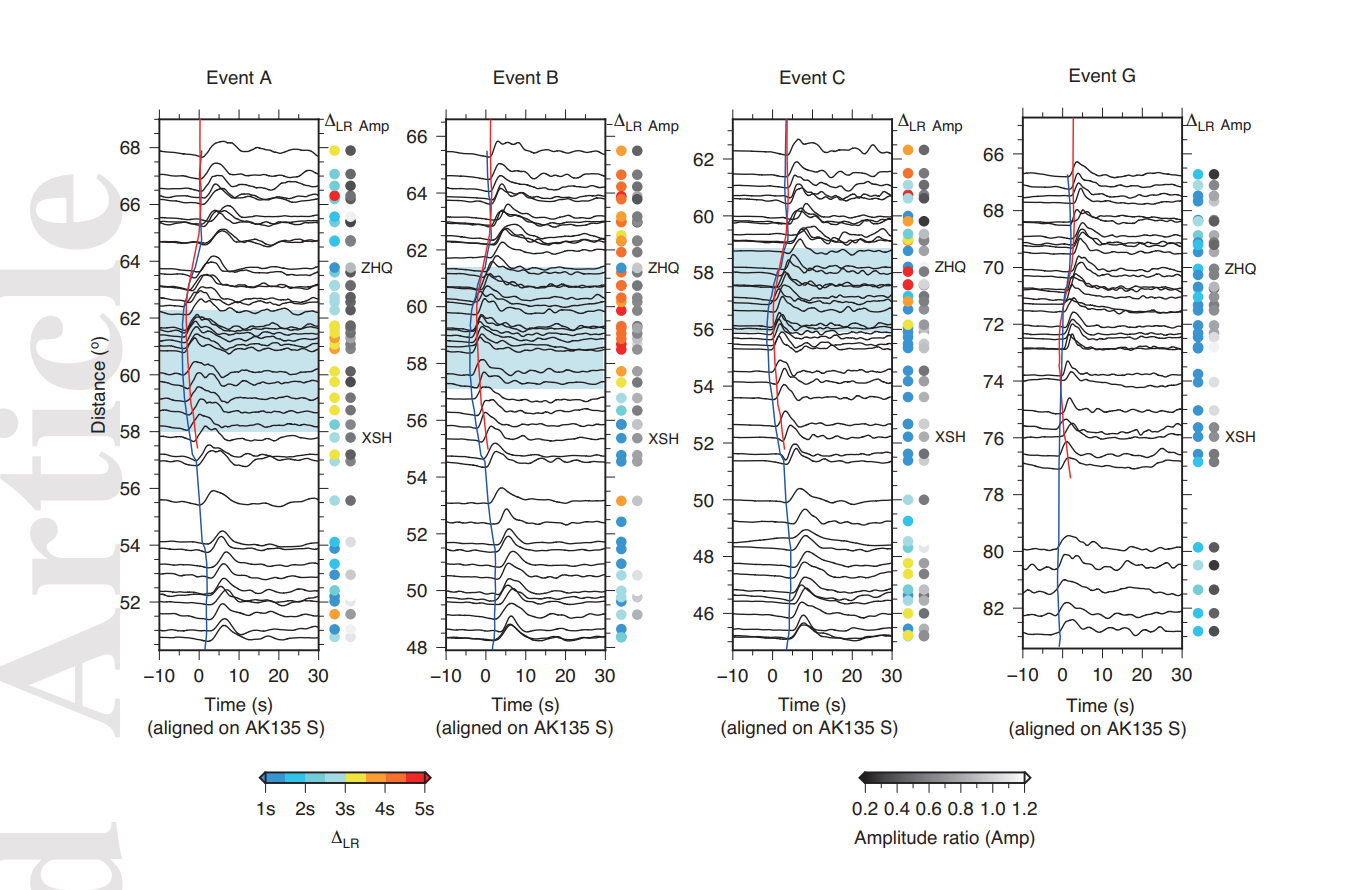 Event A
Event B
Event C
Event G
ΔLR Amp
ΔLR Amp
ΔLR Amp
ΔLR Amp
68
66
64
62
60
58
56
54
52
Distance (º)
ZHQ
XSH
66
64
62
60
58
56
54
52
50
48
ZHQ
XSH
62
60
58
56
54
52
50
48
46
ZHQ
XSH
66
68
70
72
74
76
78
80
82
ZHQ
XSH
−10 0 10 20 30
−10 0 10 20 30
−10 0 10 20 30
−10 0 10 20 30
Time (s)
(aligned on AK135 S)
Time (s)
(aligned on AK135 S)
Time (s)
(aligned on AK135 S)
Time (s)
(aligned on AK135 S)
1s 2s 3s 4s 5s
ΔLR
0.2 0.4 0.6 0.8 1.0 1.2
Amplitude ratio (Amp)
d Article